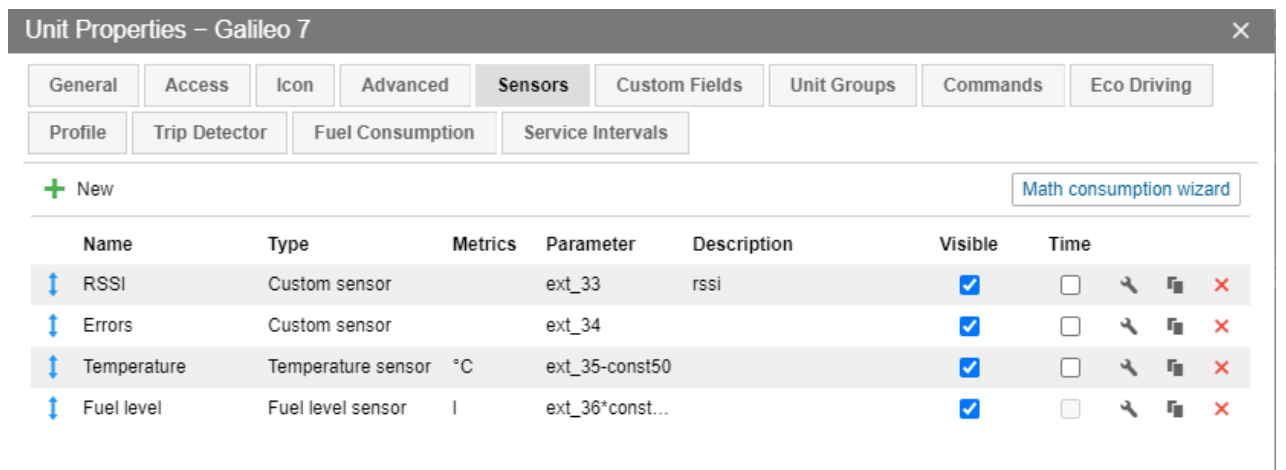 Unit Properties – Galileo 7
General Access Icon Advanced Sensors Custom Fields Unit Groups Commands Eco Driving
Profile Trip Detector Fuel Consumption Service Intervals
New Math consumption wizard
Name Type Metrics Parameter Description Visible Time
RSSI Custom sensor ext_33 rssi
Errors Custom sensor ext_34
Temperature Temperature sensor °C ext_35-const50
Fuel level Fuel level sensor l ext_36*const...